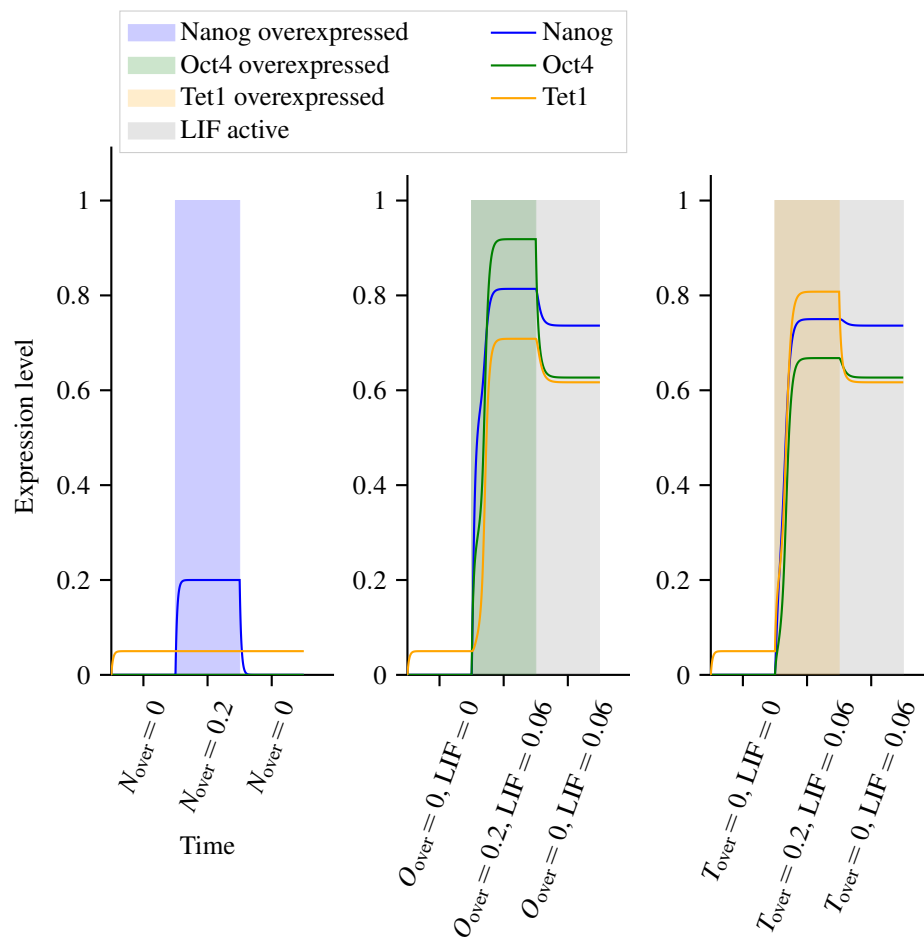 Nanog overexpressed
Oct4 overexpressed
Tet1 overexpressed
LIF active
Nanog
Oct4
Tet1
Expression level
1
0.8
0.6
0.4
0.2
0
N_over = 0
N_over = 0.2
N_over = 0
Time
1
0.8
0.6
0.4
0.2
0
O_over = 0, LIF = 0
O_over = 0.2, LIF = 0.06
O_over = 0, LIF = 0.06
1
0.8
0.6
0.4
0.2
0
T_over = 0, LIF = 0
T_over = 0.2, LIF = 0.06
T_over = 0, LIF = 0.06